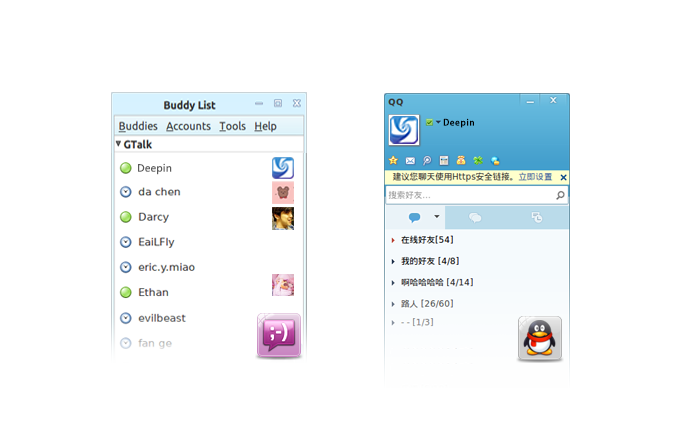 Buddy List
Buddies Accounts Tools Help
GTalk
Deepin
da chen
Darcy
EaiLFly
eric.y.miao
Ethan
evilbeast
fan ge
;-)
QQ
Deepin
建议您聊天使用Https安全链接。立即设置
搜索好友...
在线好友[54]
我的好友 [4/8]
啊哈哈哈哈 [4/14]
路人 [26/60]
- - [1/3]